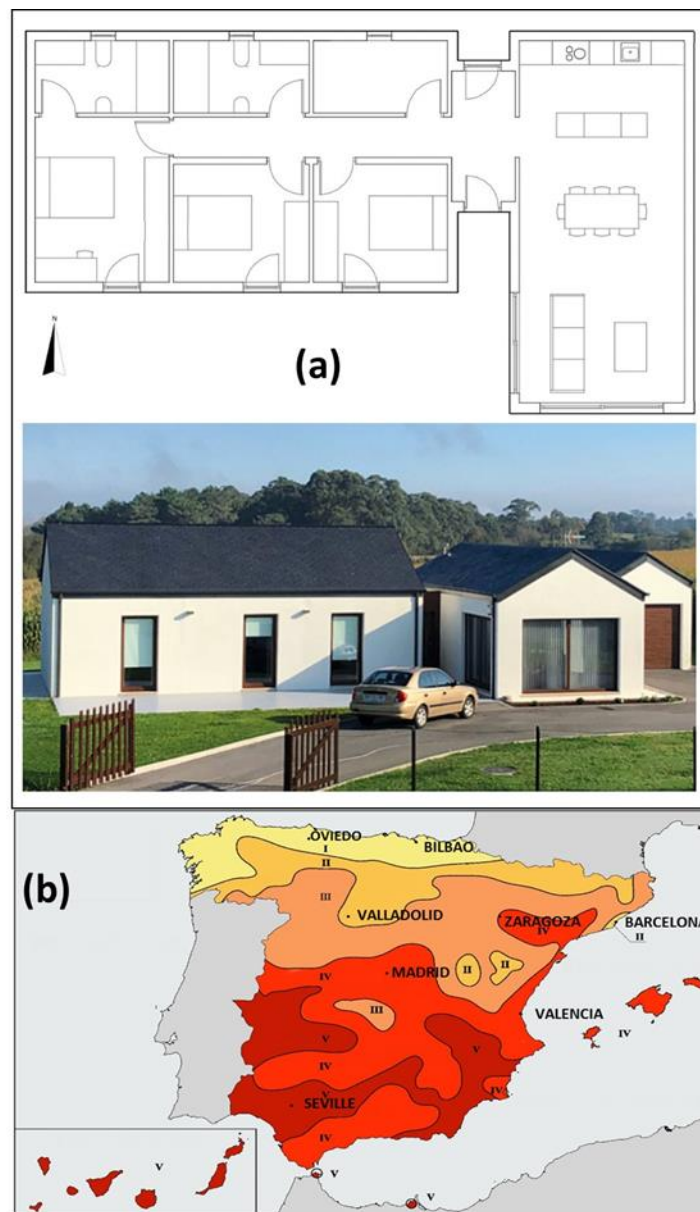 N
(a)
(b)
OVIEDO
I
BILBAO
II
III
VALLADOLID
ZARAGOZA
IV
BARCELONA
II
IV
MADRID
II
II
III
VALENCIA
IV
V
V
IV
IV
V
SEVILLE
IV
V
V
V